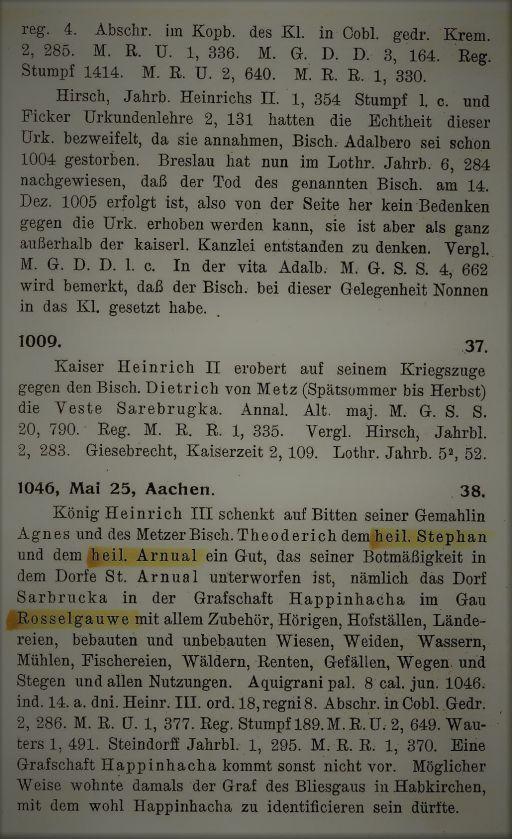 reg. 4. Abschr. im Kopb. des Kl. in Cobl. gedr. Krem.
2, 285. M. R. U. 1, 336. M. G. D. D. 3, 164. Reg.
Stumpf 1414. M. R. U. 2, 640. M. R. R. 1, 330.
Hirsch, Jahrb. Heinrichs II. 1, 354 Stumpf l. c. und
Ficker Urkundenlehre 2, 131 hatten die Echtheit dieser
Urk. bezweifelt, da sie annahmen, Bisch. Adalbero sei schon
1004 gestorben. Breslau hat nun im Lothr. Jahrb. 6, 284
nachgewiesen, daß der Tod des genannten Bisch. am 14.
Dez. 1005 erfolgt ist, also von der Seite her kein Bedenken
gegen die Urk. erhoben werden kann, sie ist aber als ganz
außerhalb der kaiserl. Kanzlei entstanden zu denken. Vergl.
M. G. D. D. l. c. In der vita Adalb. M. G. S. S. 4, 662
wird bemerkt, daß der Bisch. bei dieser Gelegenheit Nonnen
in das Kl. gesetzt habe.
1009. 37.
Kaiser Heinrich II erobert auf seinem Kriegszuge
gegen den Bisch. Dietrich von Metz (Spätsommer bis Herbst)
die Veste Sarebrugka. Annal. Alt. maj. M. G. S. S.
20, 790. Reg. M. R. R. 1, 335. Vergl. Hirsch, Jahrbl.
2, 283. Giesebrecht, Kaiserzeit 2, 109. Lothr. Jahrb. 5², 52.
1046, Mai 25, Aachen. 38.
König Heinrich III schenkt auf Bitten seiner Gemahlin
Agnes und des Metzer Bisch. Theoderich dem heil. Stephan
und dem heil. Arnual ein Gut, das seiner Botmäßigkeit in
dem Dorfe St. Arnual unterworfen ist, nämlich das Dorf
Sarbrucka in der Grafschaft Happinhacha im Gau
Rosselgauwe mit allem Zubehör, Hörigen, Hofställen, Lände-
reien, bebauten und unbebauten Wiesen, Weiden, Wassern,
Mühlen, Fischereien, Wäldern, Renten, Gefällen, Wegen und
Stegen und allen Nutzungen. Aquigrani pal. 8 cal. jun. 1046.
ind. 14. a. dni. Heinr. III. ord. 18, regni 8. Abschr. in Cobl. Gedr.
2, 286. M. R. U. 1, 377. Reg. Stumpf 189. M. R. U. 2, 649. Wau-
ters 1, 491. Steindorff Jahrbl. 1, 295. M. R. R. 1, 370. Eine
Grafschaft Happinhacha kommt sonst nicht vor. Möglicher
Weise wohnte damals der Graf des Bliesgaus in Habkirchen,
mit dem wohl Happinhacha zu identificieren sein dürfte.